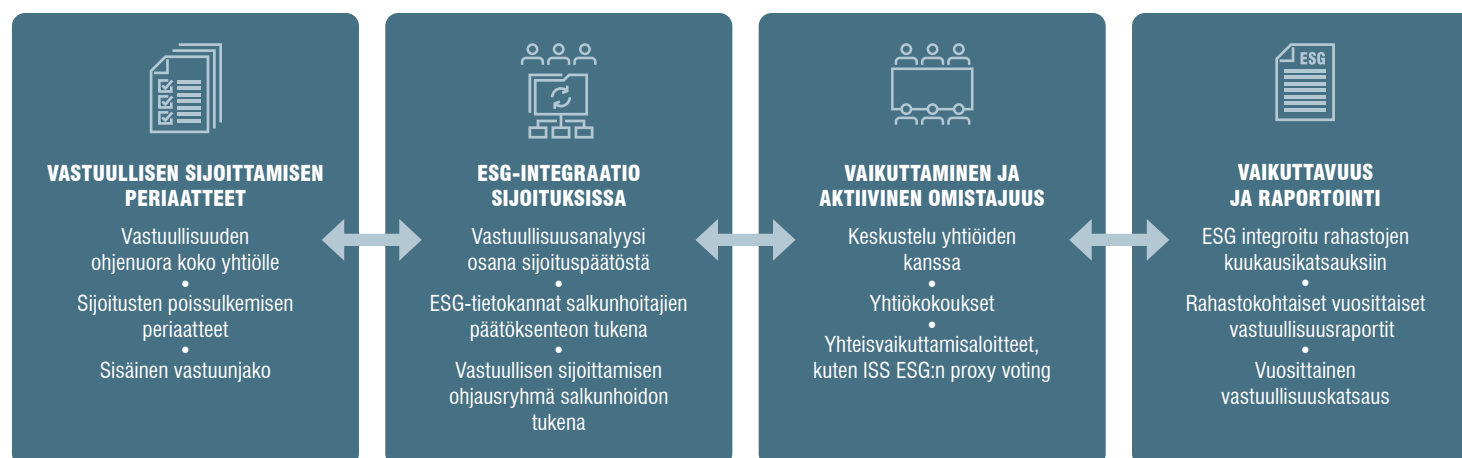 VASTUULLISEN SIJOITTAMISEN
PERIAATTEET
Vastuullisuuden
ohjenuora koko yhtiölle
•
Sijoitusten poissulkemisen
periaatteet
•
Sisäinen vastuunjako
ESG-INTEGRAATIO
SIJOITUKSISSA
Vastuullisuusanalyysi
osana sijoituspäätöstä
•
ESG-tietokannat salkunhoitajien
päätöksenteon tukena
•
Vastuullisen sijoittamisen
ohjausryhmä salkunhoidon
tukena
VAIKUTTAMINEN JA
AKTIIVINEN OMISTAJUUS
Keskustelu yhtiöiden
kanssa
•
Yhtiökokoukset
•
Yhteisvaikuttamisaloitteet,
kuten ISS ESG:n proxy voting
ESG
VAIKUTTAVUUS
JA RAPORTOINTI
ESG integroitu rahastojen
kuukausikatsauksiin
•
Rahastokohtaiset vuosittaiset
vastuullisuusraportit
•
Vuosittainen
vastuullisuuskatsaus